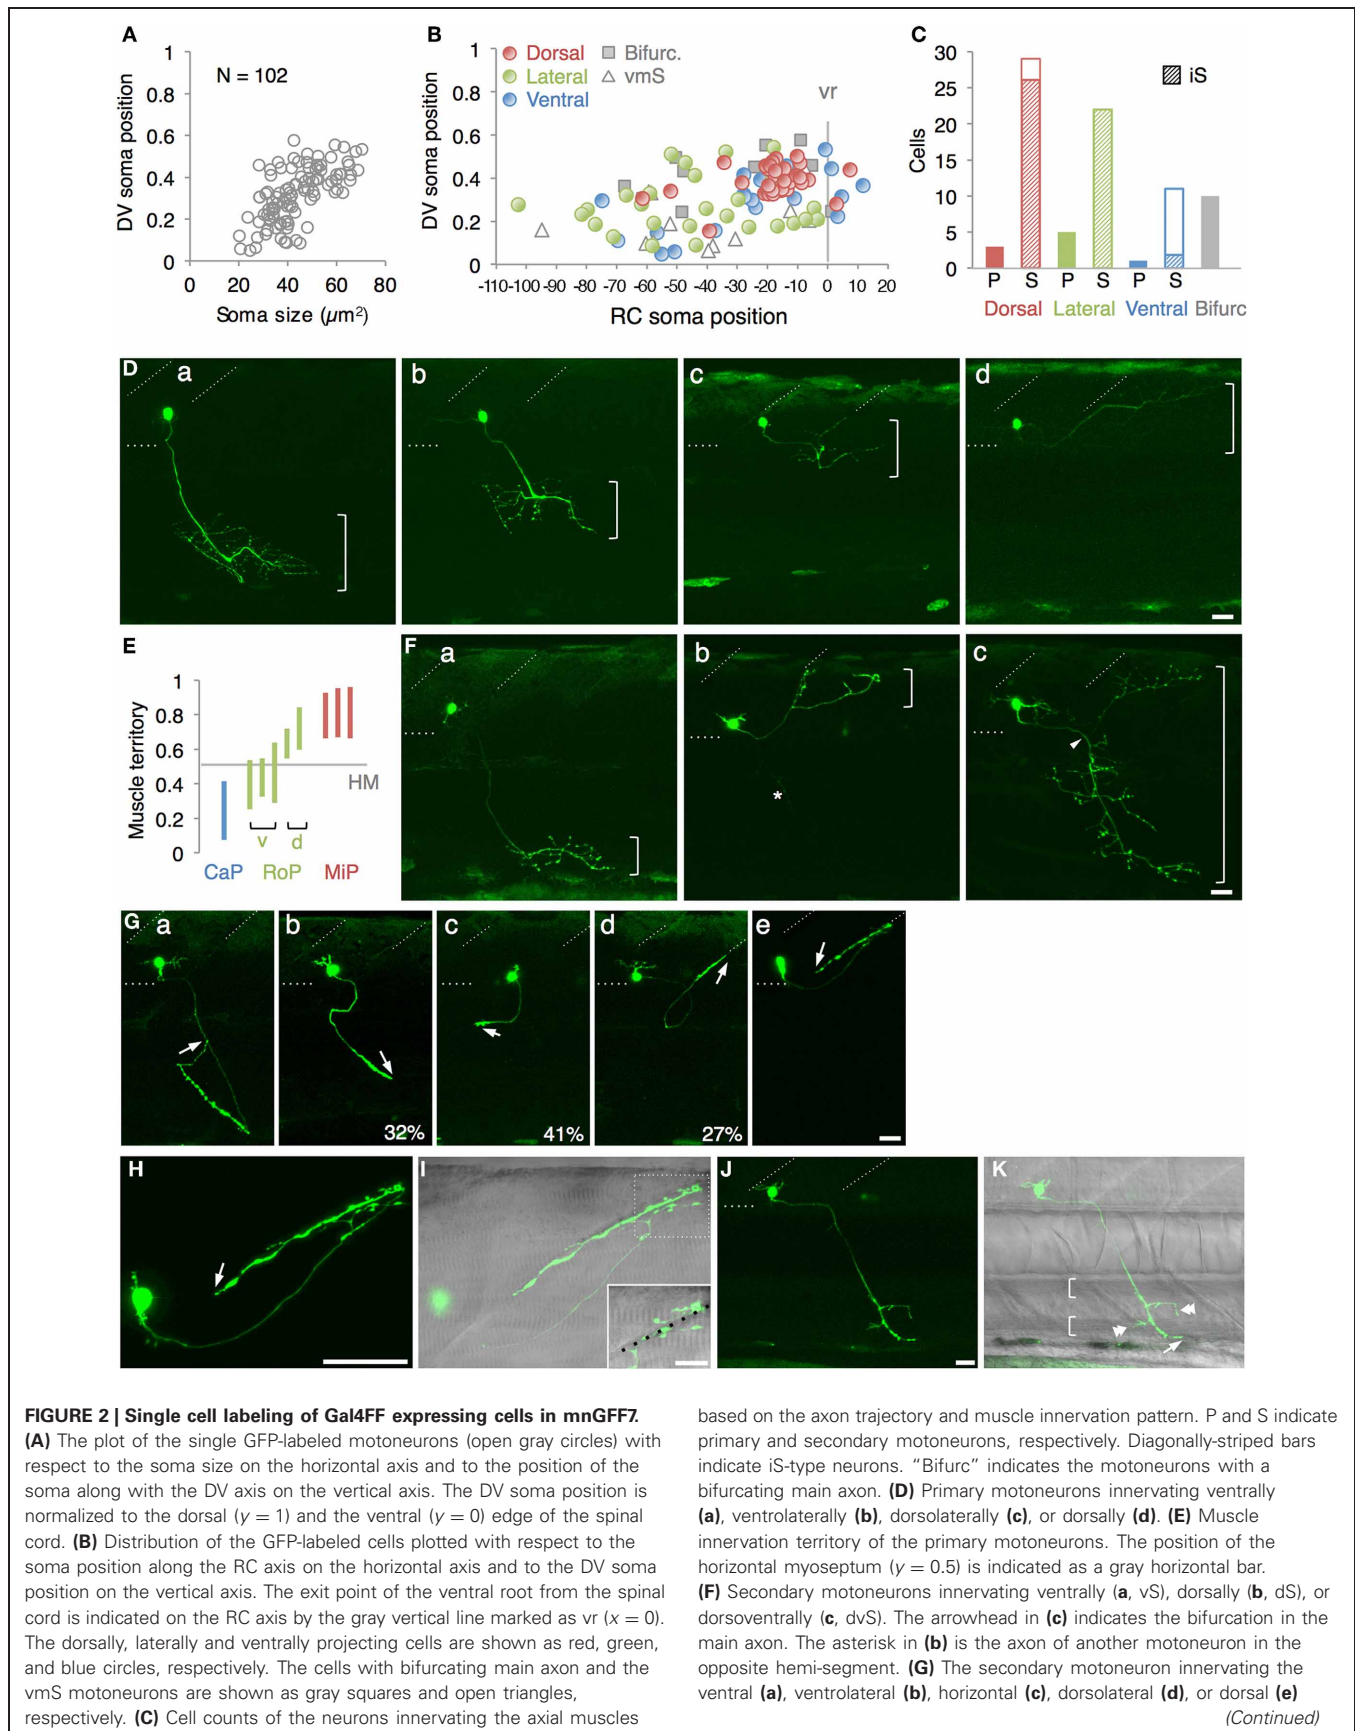 A
B
C
1
0.8
0.6
0.4
0.2
0
DV soma position
N = 102
0 20 40 60 80
Soma size (µm²)
1
0.8
0.6
0.4
0.2
0
DV soma position
Dorsal
Lateral
Ventral
Bifurc.
vmS
vr
-110 -100 -90 -80 -70 -60 -50 -40 -30 -20 -10 0 10 20
RC soma position
30
25
20
15
10
5
0
Cells
iS
P S P S P S
Dorsal Lateral Ventral Bifurc
D a b c d
E
1
0.8
0.6
0.4
0.2
0
Muscle territory
HM
v d
CaP RoP MiP
F a b c
*
G a b c d e
32% 41% 27%
H I J K
FIGURE 2 | Single cell labeling of Gal4FF expressing cells in mnGFF7.
(A) The plot of the single GFP-labeled motoneurons (open gray circles) with
respect to the soma size on the horizontal axis and to the position of the
soma along with the DV axis on the vertical axis. The DV soma position is
normalized to the dorsal (y = 1) and the ventral (y = 0) edge of the spinal
cord. (B) Distribution of the GFP-labeled cells plotted with respect to the
soma position along the RC axis on the horizontal axis and to the DV soma
position on the vertical axis. The exit point of the ventral root from the spinal
cord is indicated on the RC axis by the gray vertical line marked as vr (x = 0).
The dorsally, laterally and ventrally projecting cells are shown as red, green,
and blue circles, respectively. The cells with bifurcating main axon and the
vmS motoneurons are shown as gray squares and open triangles,
respectively. (C) Cell counts of the neurons innervating the axial muscles
based on the axon trajectory and muscle innervation pattern. P and S indicate
primary and secondary motoneurons, respectively. Diagonally-striped bars
indicate iS-type neurons. “Bifurc” indicates the motoneurons with a
bifurcating main axon. (D) Primary motoneurons innervating ventrally
(a), ventrolaterally (b), dorsolaterally (c), or dorsally (d). (E) Muscle
innervation territory of the primary motoneurons. The position of the
horizontal myoseptum (y = 0.5) is indicated as a gray horizontal bar.
(F) Secondary motoneurons innervating ventrally (a, vS), dorsally (b, dS), or
dorsoventrally (c, dvS). The arrowhead in (c) indicates the bifurcation in the
main axon. The asterisk in (b) is the axon of another motoneuron in the
opposite hemi-segment. (G) The secondary motoneuron innervating the
ventral (a), ventrolateral (b), horizontal (c), dorsolateral (d), or dorsal (e)
(Continued)